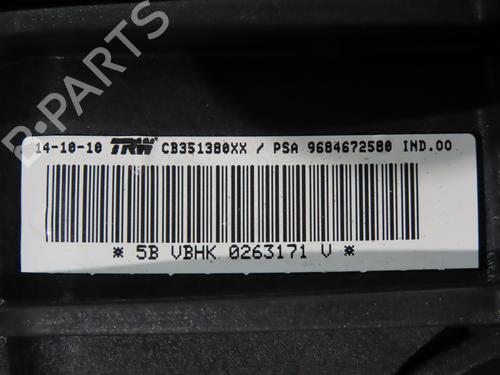 14-10-10 TRW CB351380XX / PSA 9684672580 IND.00
* 5B VBHK 0263171 V *
B-PARTS